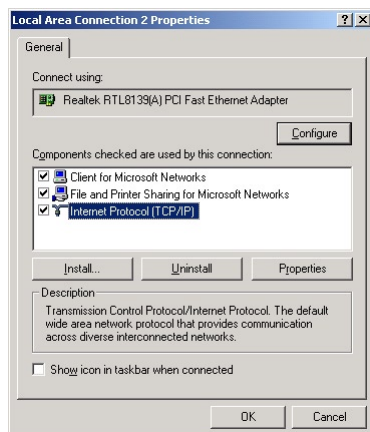 Local Area Connection 2 Properties
General
Connect using:
Realtek RTL8139(A) PCI Fast Ethernet Adapter
Configure
Components checked are used by this connection:
Client for Microsoft Networks
File and Printer Sharing for Microsoft Networks
Internet Protocol (TCP/IP)
Install... Uninstall Properties
Description
Transmission Control Protocol/Internet Protocol. The default
wide area network protocol that provides communication
across diverse interconnected networks.
Show icon in taskbar when connected
OK Cancel